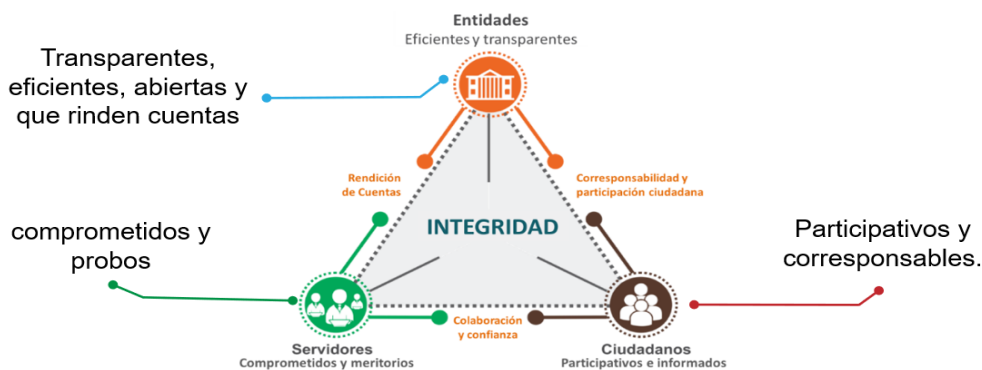 Entidades
Eficientes y transparentes
Transparentes,
eficientes, abiertas y
que rinden cuentas
Rendición
de Cuentas
Corresponsabilidad y
participación ciudadana
INTEGRIDAD
comprometidos y
probos
Participativos y
corresponsables.
Colaboración
y confianza
Servidores
Comprometidos y meritorios
Ciudadanos
Participativos e informados